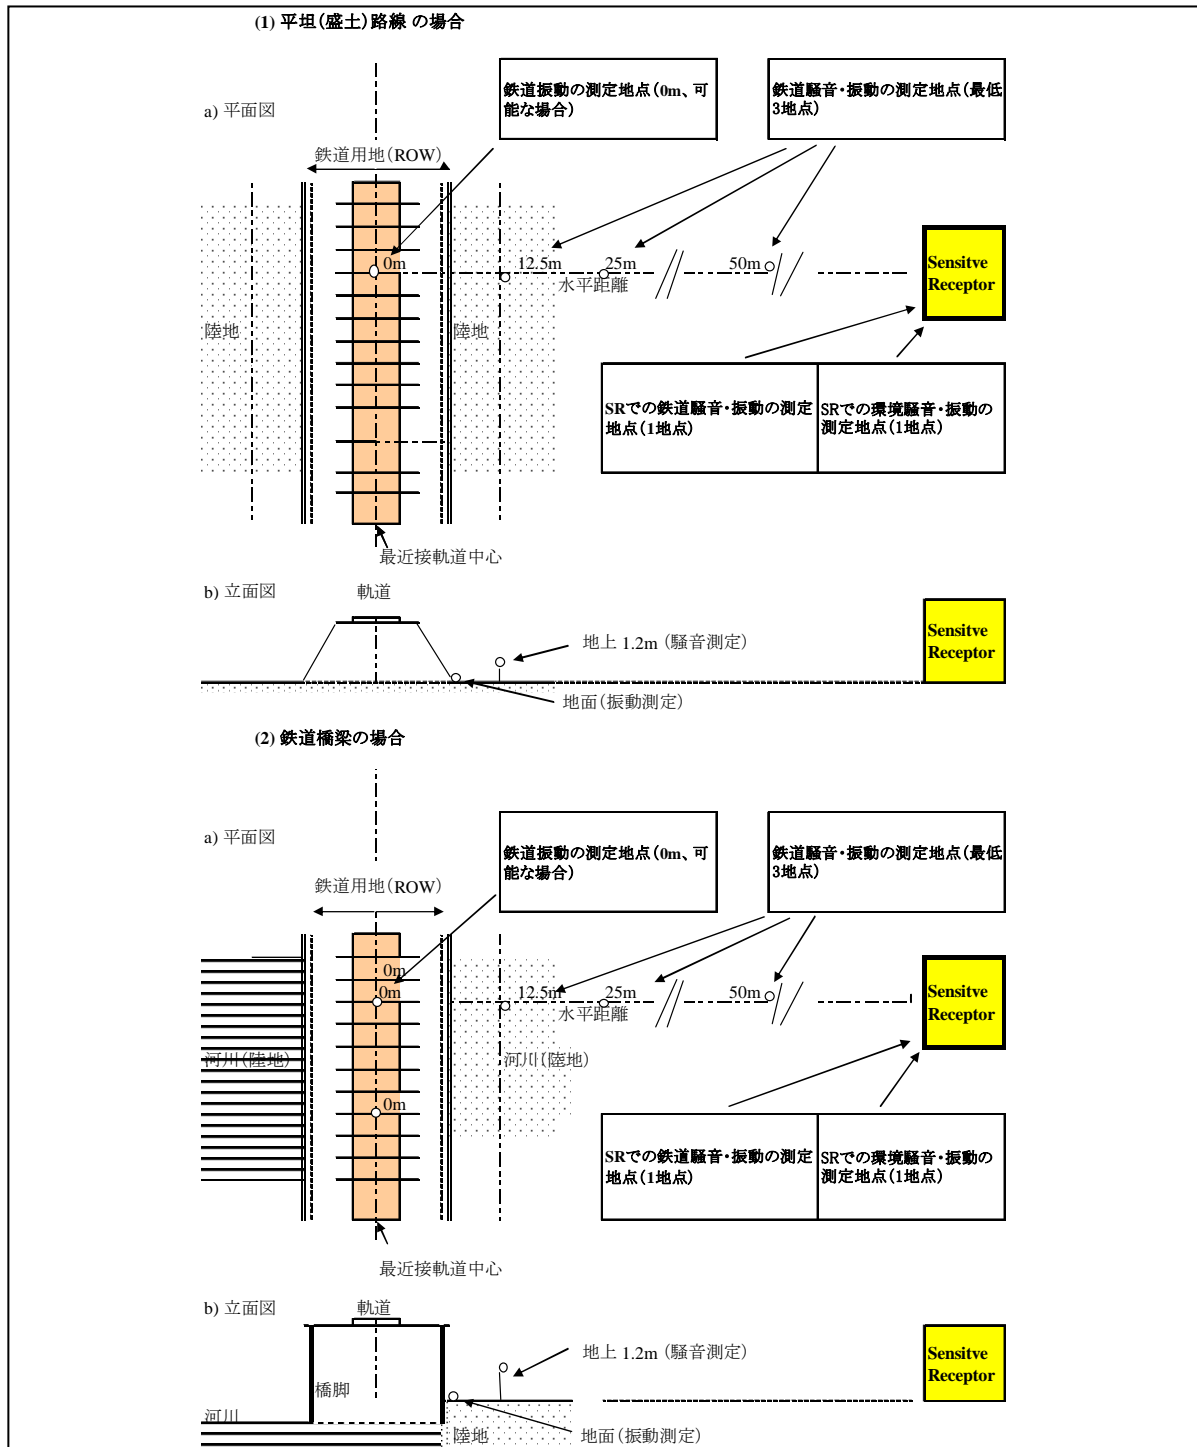 (1) 平坦(盛土)路線 の場合
鉄道振動の測定地点(0m、可
能な場合)
鉄道騒音・振動の測定地点(最低
3地点)
a) 平面図
鉄道用地(ROW)
0m
12.5m
25m
50m
水平距離
Sensitve
Receptor
陸地
陸地
SRでの鉄道騒音・振動の測定
地点(1地点)
SRでの環境騒音・振動の
測定地点(1地点)
最近接軌道中心
b) 立面図
軌道
地上 1.2m (騒音測定)
地面(振動測定)
Sensitve
Receptor
(2) 鉄道橋梁の場合
a) 平面図
鉄道振動の測定地点(0m、可
能な場合)
鉄道騒音・振動の測定地点(最低
3地点)
鉄道用地(ROW)
0m
0m
12.5m
25m
50m
水平距離
Sensitve
Receptor
河川(陸地)
河川(陸地)
0m
SRでの鉄道騒音・振動の測定
地点(1地点)
SRでの環境騒音・振動の
測定地点(1地点)
最近接軌道中心
b) 立面図
軌道
地上 1.2m (騒音測定)
Sensitve
Receptor
橋脚
河川
陸地
地面(振動測定)